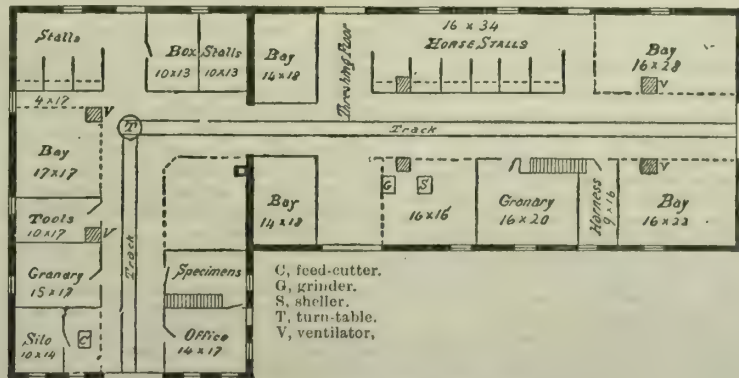 16 x 34
HORSE STALLS
Stalls
Box Stalls
10x13 10x13
Bay
14x18
Threshing Floor
Bay
16x28
4x17
V
V
T
Track
Bay
17x17
Tools
10x17
V
Track
Granary
15x17
Silo
10x14
C
Specimens
Office
14x17
Bay
14x18
G
S
16x16
Granary
16x20
Harness
9x16
V
Bay
16x22
C, feed-cutter.
G, grinder.
S, sheller.
T, turn-table.
V, ventilator,